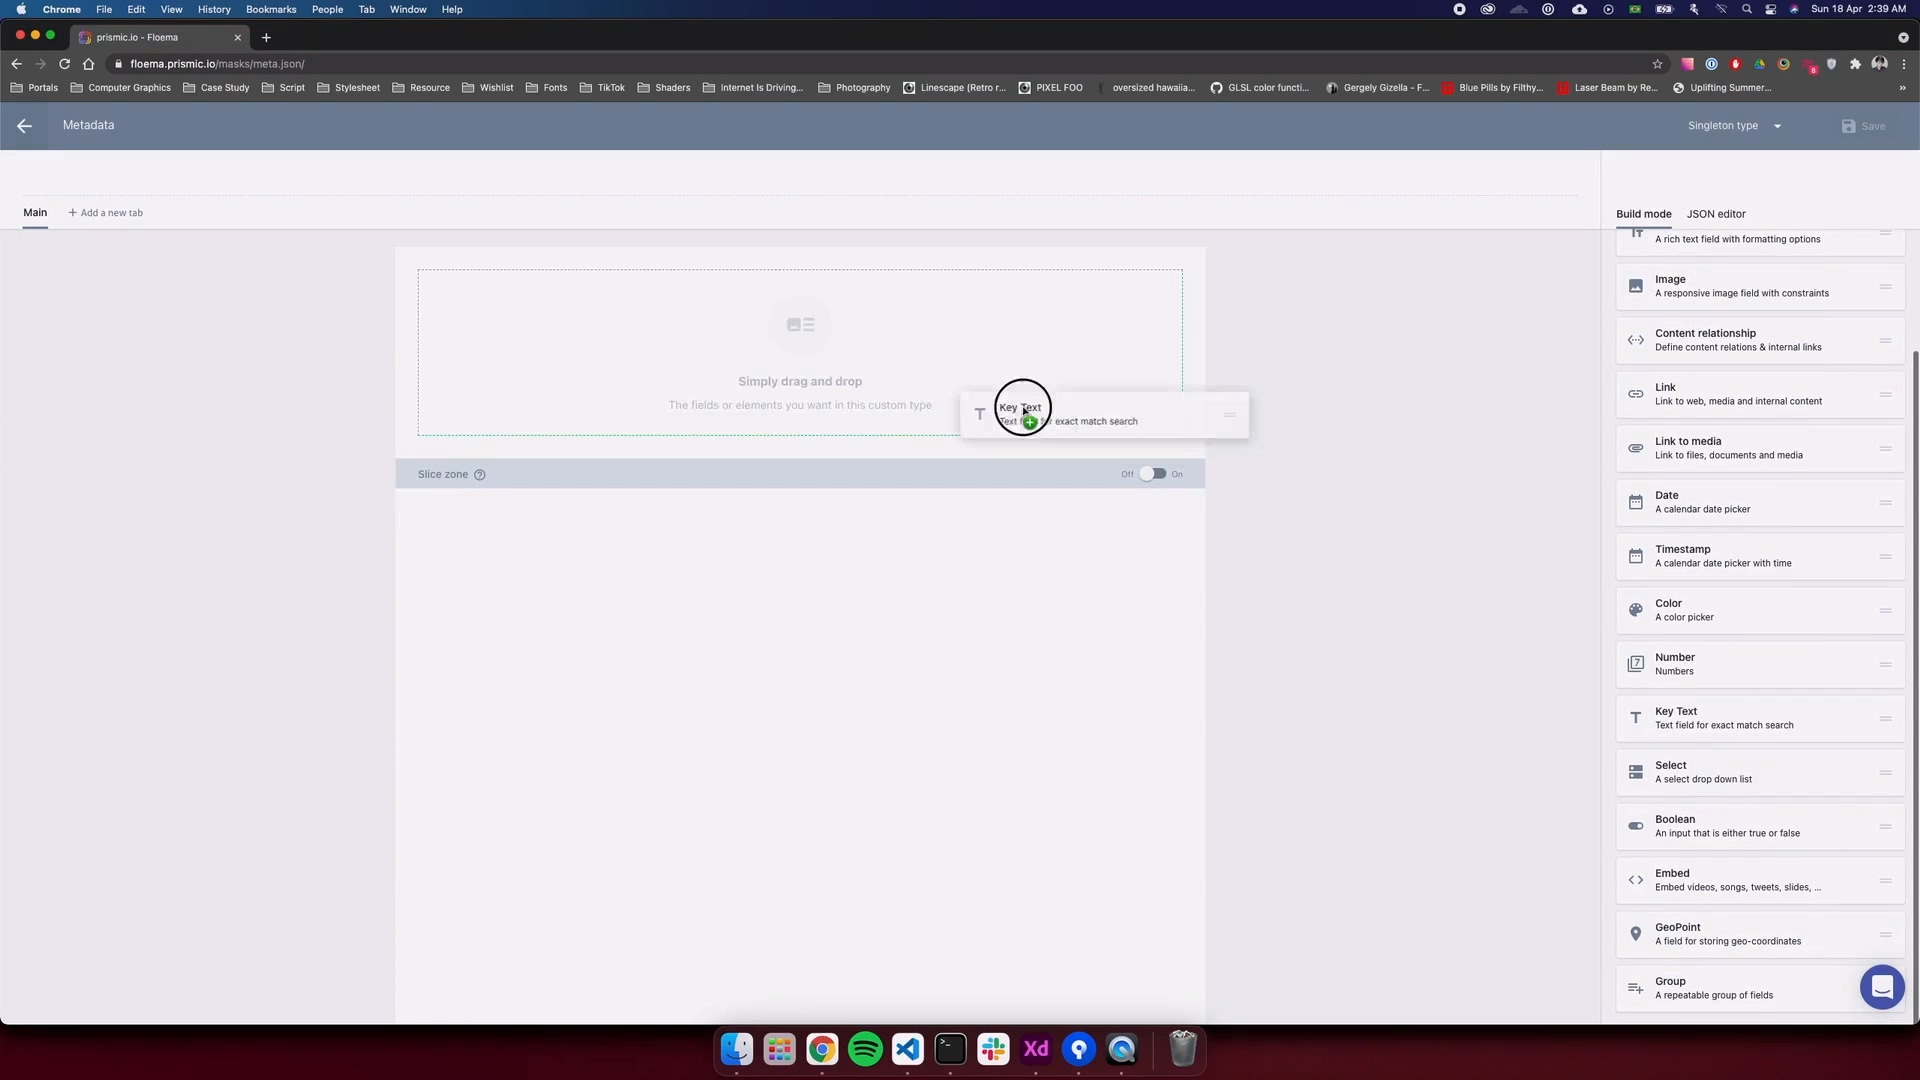 Chrome File Edit View History Bookmarks People Tab Window Help Sun 18 Apr 2:39 AM
prismic.io - Floema
floema.prismic.io/masks/meta.json/
8
Portals Computer Graphics Case Study Script Stylesheet Resource Wishlist Fonts TikTok Shaders Internet Is Driving... Photography Linescape (Retro r... PIXEL FOO oversized hawaiia... GLSL color functi... Gergely Gizella - F... Blue Pills by Filthy... Laser Beam by Re... Uplifting Summer... »
Metadata Singleton type Save
Main + Add a new tab Build mode JSON editor
A rich text field with formatting options
Image
A responsive image field with constraints
Content relationship
Define content relations & internal links
Simply drag and drop
The fields or elements you want in this custom type
Key Text
Text for exact match search
Link
Link to web, media and internal content
Slice zone Off On
Link to media
Link to files, documents and media
Date
A calendar date picker
Timestamp
A calendar date picker with time
Color
A color picker
Number
Numbers
Key Text
Text field for exact match search
Select
A select drop down list
Boolean
An input that is either true or false
Embed
Embed videos, songs, tweets, slides, ...
GeoPoint
A field for storing geo-coordinates
Group
A repeatable group of fields
Xd